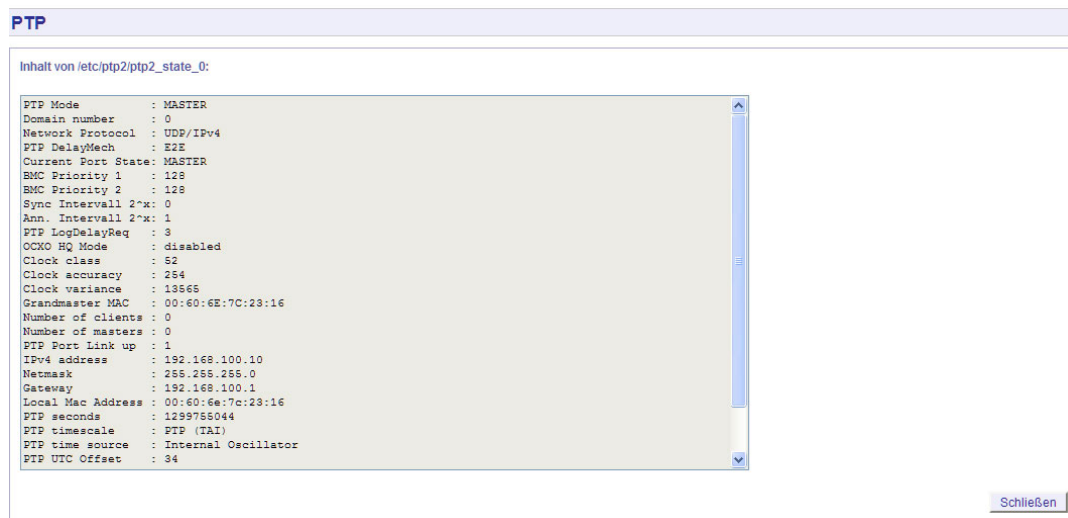 PTP
Inhalt von /etc/ptp2/ptp2_state_0:
PTP Mode : MASTER
Domain number : 0
Network Protocol : UDP/IPv4
PTP DelayMech : E2E
Current Port State: MASTER
BMC Priority 1 : 128
BMC Priority 2 : 128
Sync Intervall 2^x: 0
Ann. Intervall 2^x: 1
PTP LogDelayReq : 3
OCXO HQ Mode : disabled
Clock class : 52
Clock accuracy : 254
Clock variance : 13565
Grandmaster MAC : 00:60:6E:7C:23:16
Number of clients : 0
Number of masters : 0
PTP Port Link up : 1
IPv4 address : 192.168.100.10
Netmask : 255.255.255.0
Gateway : 192.168.100.1
Local Mac Address : 00:60:6e:7c:23:16
PTP seconds : 1299755044
PTP timescale : PTP (TAI)
PTP time source : Internal Oscillator
PTP UTC Offset : 34
Schließen